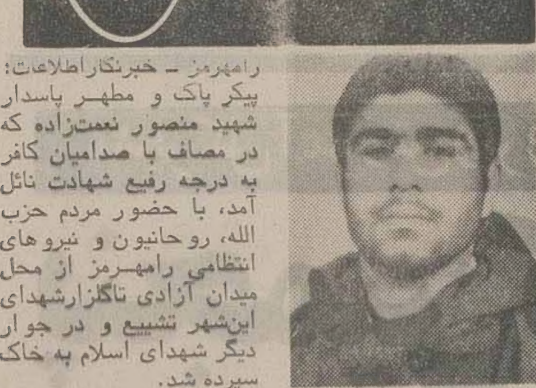 رامهرمز ـ خبرنگار اطلاعات:
پیکر پاک و مطهـر پاسدار
شهید منصور نعمت‌زاده که
در مصاف با صدامیان کافر
به درجه رفیع شهادت نائل
آمد، با حضور مردم حزب
الله، روحانیون و نیروهای
انتظامی رامهـرمز از محل
میدان آزادی تاگلزارشهدای
این‌شهر تشییع و در جوار
دیگر شهدای اسلام به خاک
سپرده شد.